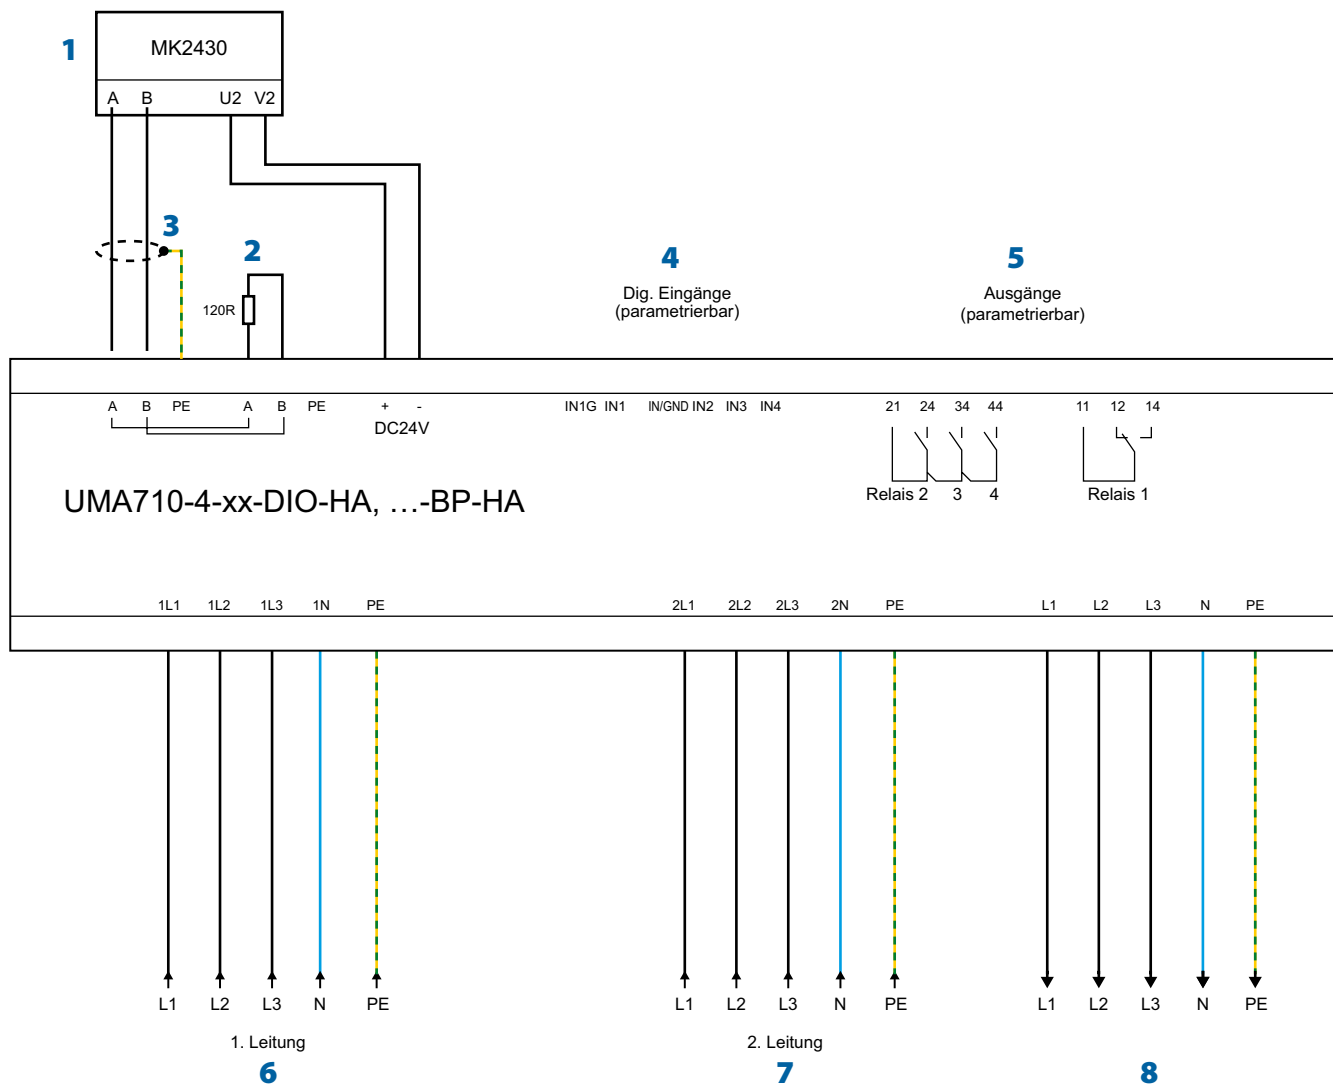 1
MK2430
A B U2 V2
3
2
120R
4
Dig. Eingänge
(parametrierbar)
5
Ausgänge
(parametrierbar)
A B PE A B PE + -
DC24V
IN1G IN1 IN/GND IN2 IN3 IN4
21 24 34 44
11 12 14
Relais 2 3 4
Relais 1
UMA710-4-xx-DIO-HA, …-BP-HA
1L1 1L2 1L3 1N PE
2L1 2L2 2L3 2N PE
L1 L2 L3 N PE
L1 L2 L3 N PE
L1 L2 L3 N PE
L1 L2 L3 N PE
1. Leitung
2. Leitung
6
7
8